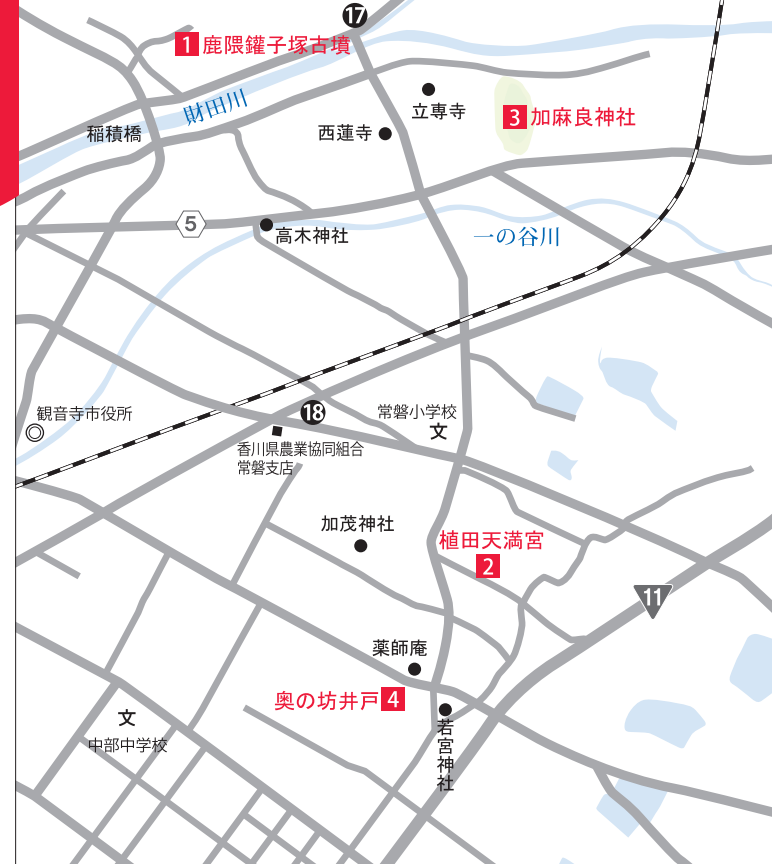 17
1 鹿隈鑵子塚古墳
財田川
稲積橋
西蓮寺
立専寺
3 加麻良神社
5
高木神社
一の谷川
観音寺市役所
18
常磐小学校
文
香川県農業協同組合
常磐支店
加茂神社
植田天満宮
2
11
薬師庵
奥の坊井戸 4
若宮神社
文
中部中学校